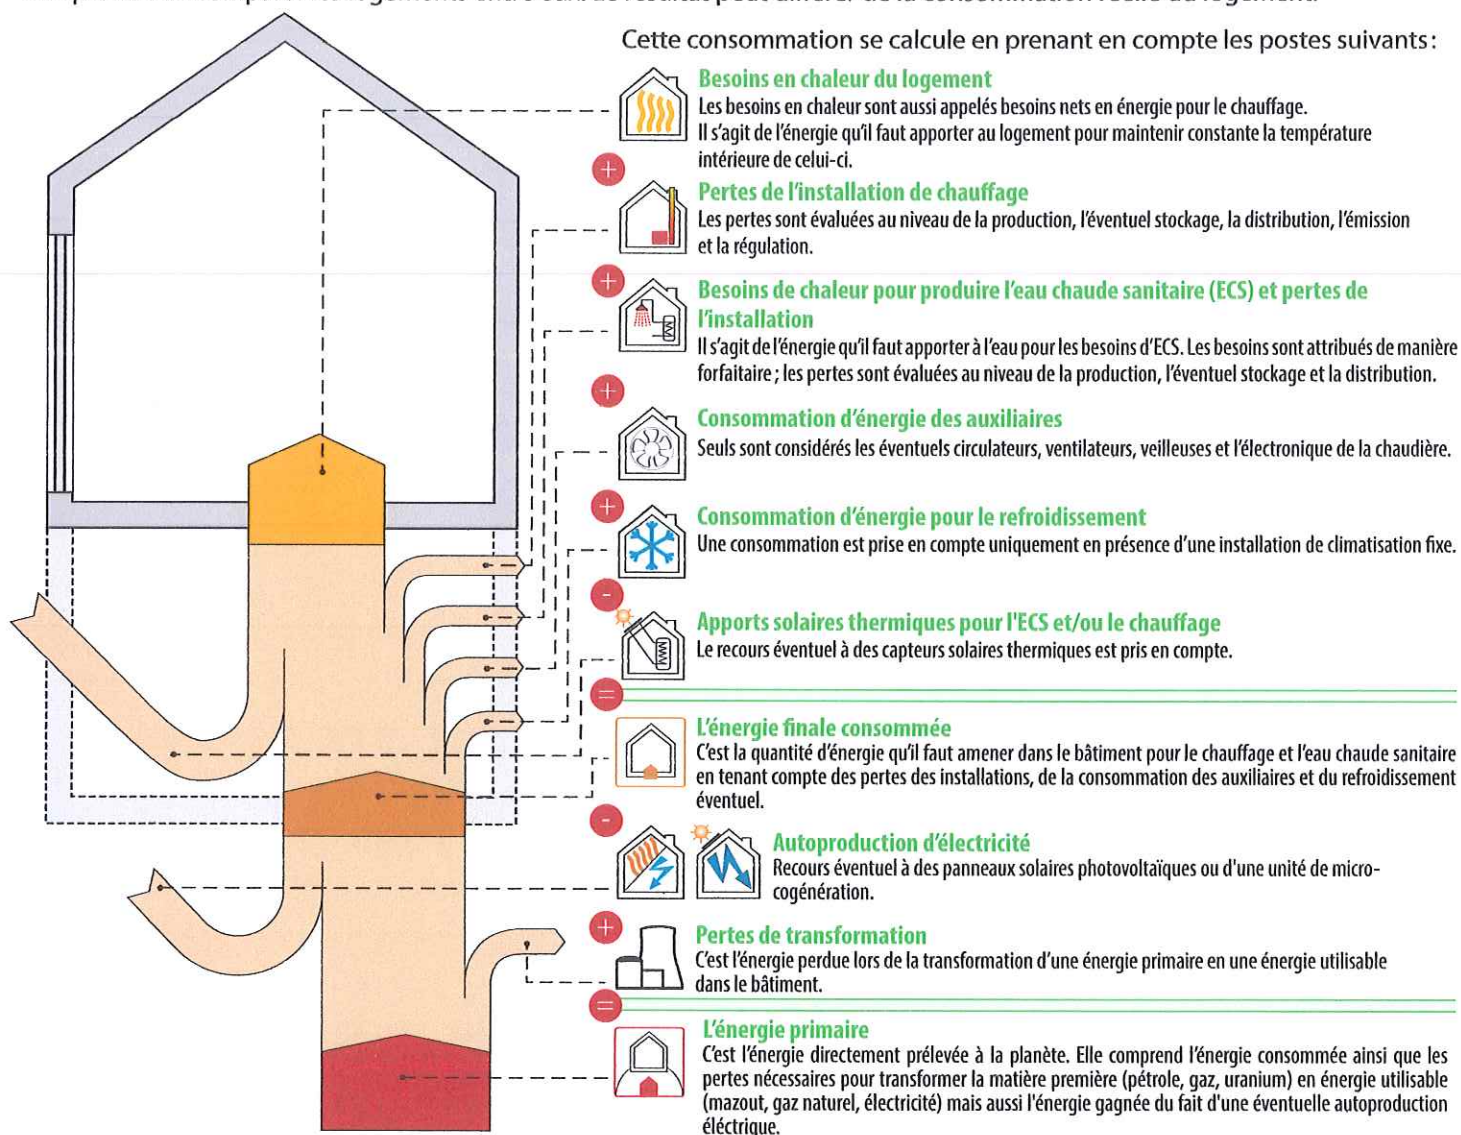 Cette consommation se calcule en prenant en compte les postes suivants :
Besoins en chaleur du logement
Les besoins en chaleur sont aussi appelés besoins nets en énergie pour le chauffage.
Il s'agit de l'énergie qu'il faut apporter au logement pour maintenir constante la température
intérieure de celui-ci.
+
Pertes de l'installation de chauffage
Les pertes sont évaluées au niveau de la production, l'éventuel stockage, la distribution, l'émission
et la régulation.
+
Besoins de chaleur pour produire l'eau chaude sanitaire (ECS) et pertes de
l'installation
Il s'agit de l'énergie qu'il faut apporter à l'eau pour les besoins d'ECS. Les besoins sont attribués de manière
forfaitaire ; les pertes sont évaluées au niveau de la production, l'éventuel stockage et la distribution.
+
Consommation d'énergie des auxiliaires
Seuls sont considérés les éventuels circulateurs, ventilateurs, veilleuses et l'électronique de la chaudière.
+
Consommation d'énergie pour le refroidissement
Une consommation est prise en compte uniquement en présence d'une installation de climatisation fixe.
-
Apports solaires thermiques pour l'ECS et/ou le chauffage
Le recours éventuel à des capteurs solaires thermiques est pris en compte.
=
L'énergie finale consommée
C'est la quantité d'énergie qu'il faut amener dans le bâtiment pour le chauffage et l'eau chaude sanitaire
en tenant compte des pertes des installations, de la consommation des auxiliaires et du refroidissement
éventuel.
-
Autoproduction d'électricité
Recours éventuel à des panneaux solaires photovoltaïques ou d'une unité de micro-
cogénération.
+
Pertes de transformation
C'est l'énergie perdue lors de la transformation d'une énergie primaire en une énergie utilisable
dans le bâtiment.
=
L'énergie primaire
C'est l'énergie directement prélevée à la planète. Elle comprend l'énergie consommée ainsi que les
pertes nécessaires pour transformer la matière première (pétrole, gaz, uranium) en énergie utilisable
(mazout, gaz naturel, électricité) mais aussi l'énergie gagnée du fait d'une éventuelle autoproduction
éléctrique.